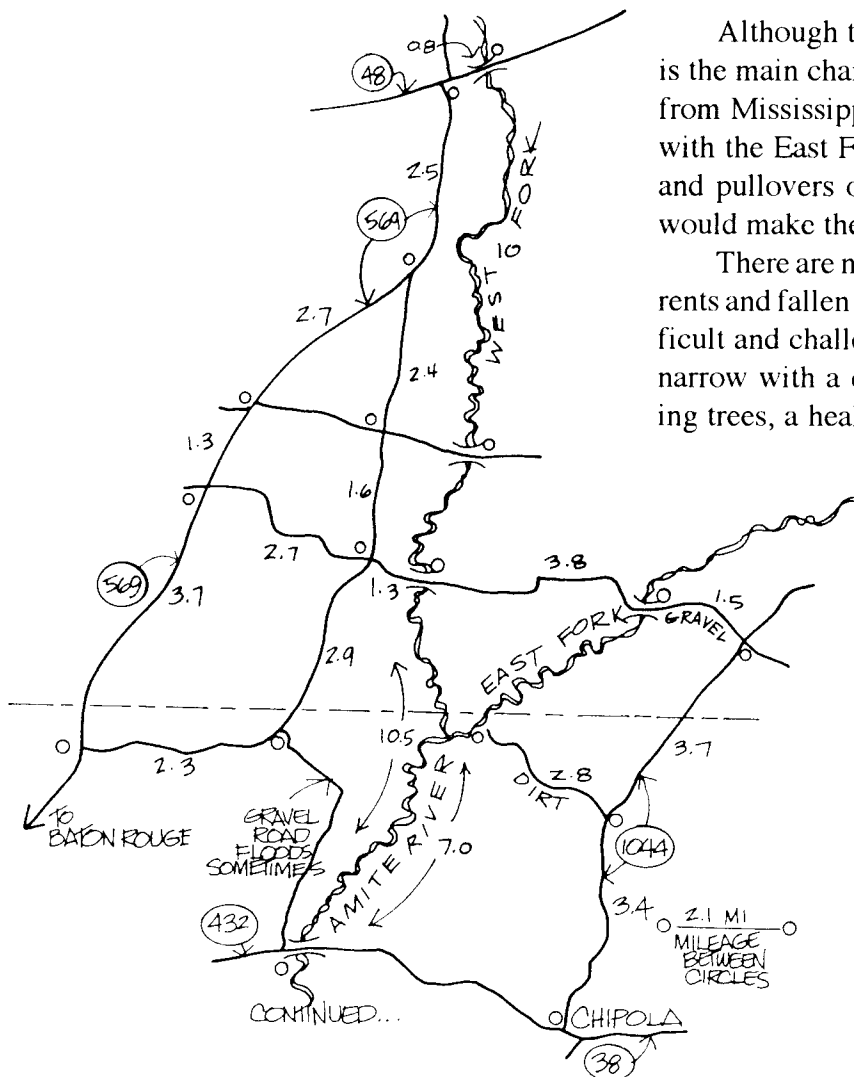 Although t
is the main char
from Mississipp
with the East F
and pullovers o
would make the
There are n
rents and fallen
ficult and challe
narrow with a
ing trees, a heal
0.8
48
2.5
569
WEST FORK
10
2.7
2.4
1.3
1.6
2.7
3.8
1.3
1.5
GRAVEL
569
3.7
EAST FORK
2.9
10.5
3.7
2.3
2.8
DIRT
TO
BATON ROUGE
GRAVEL
ROAD
FLOODS
SOMETIMES
AMITE RIVER
7.0
1044
432
3.4
2.1 MI
MILEAGE
BETWEEN
CIRCLES
CONTINUED...
CHIPOLA
38